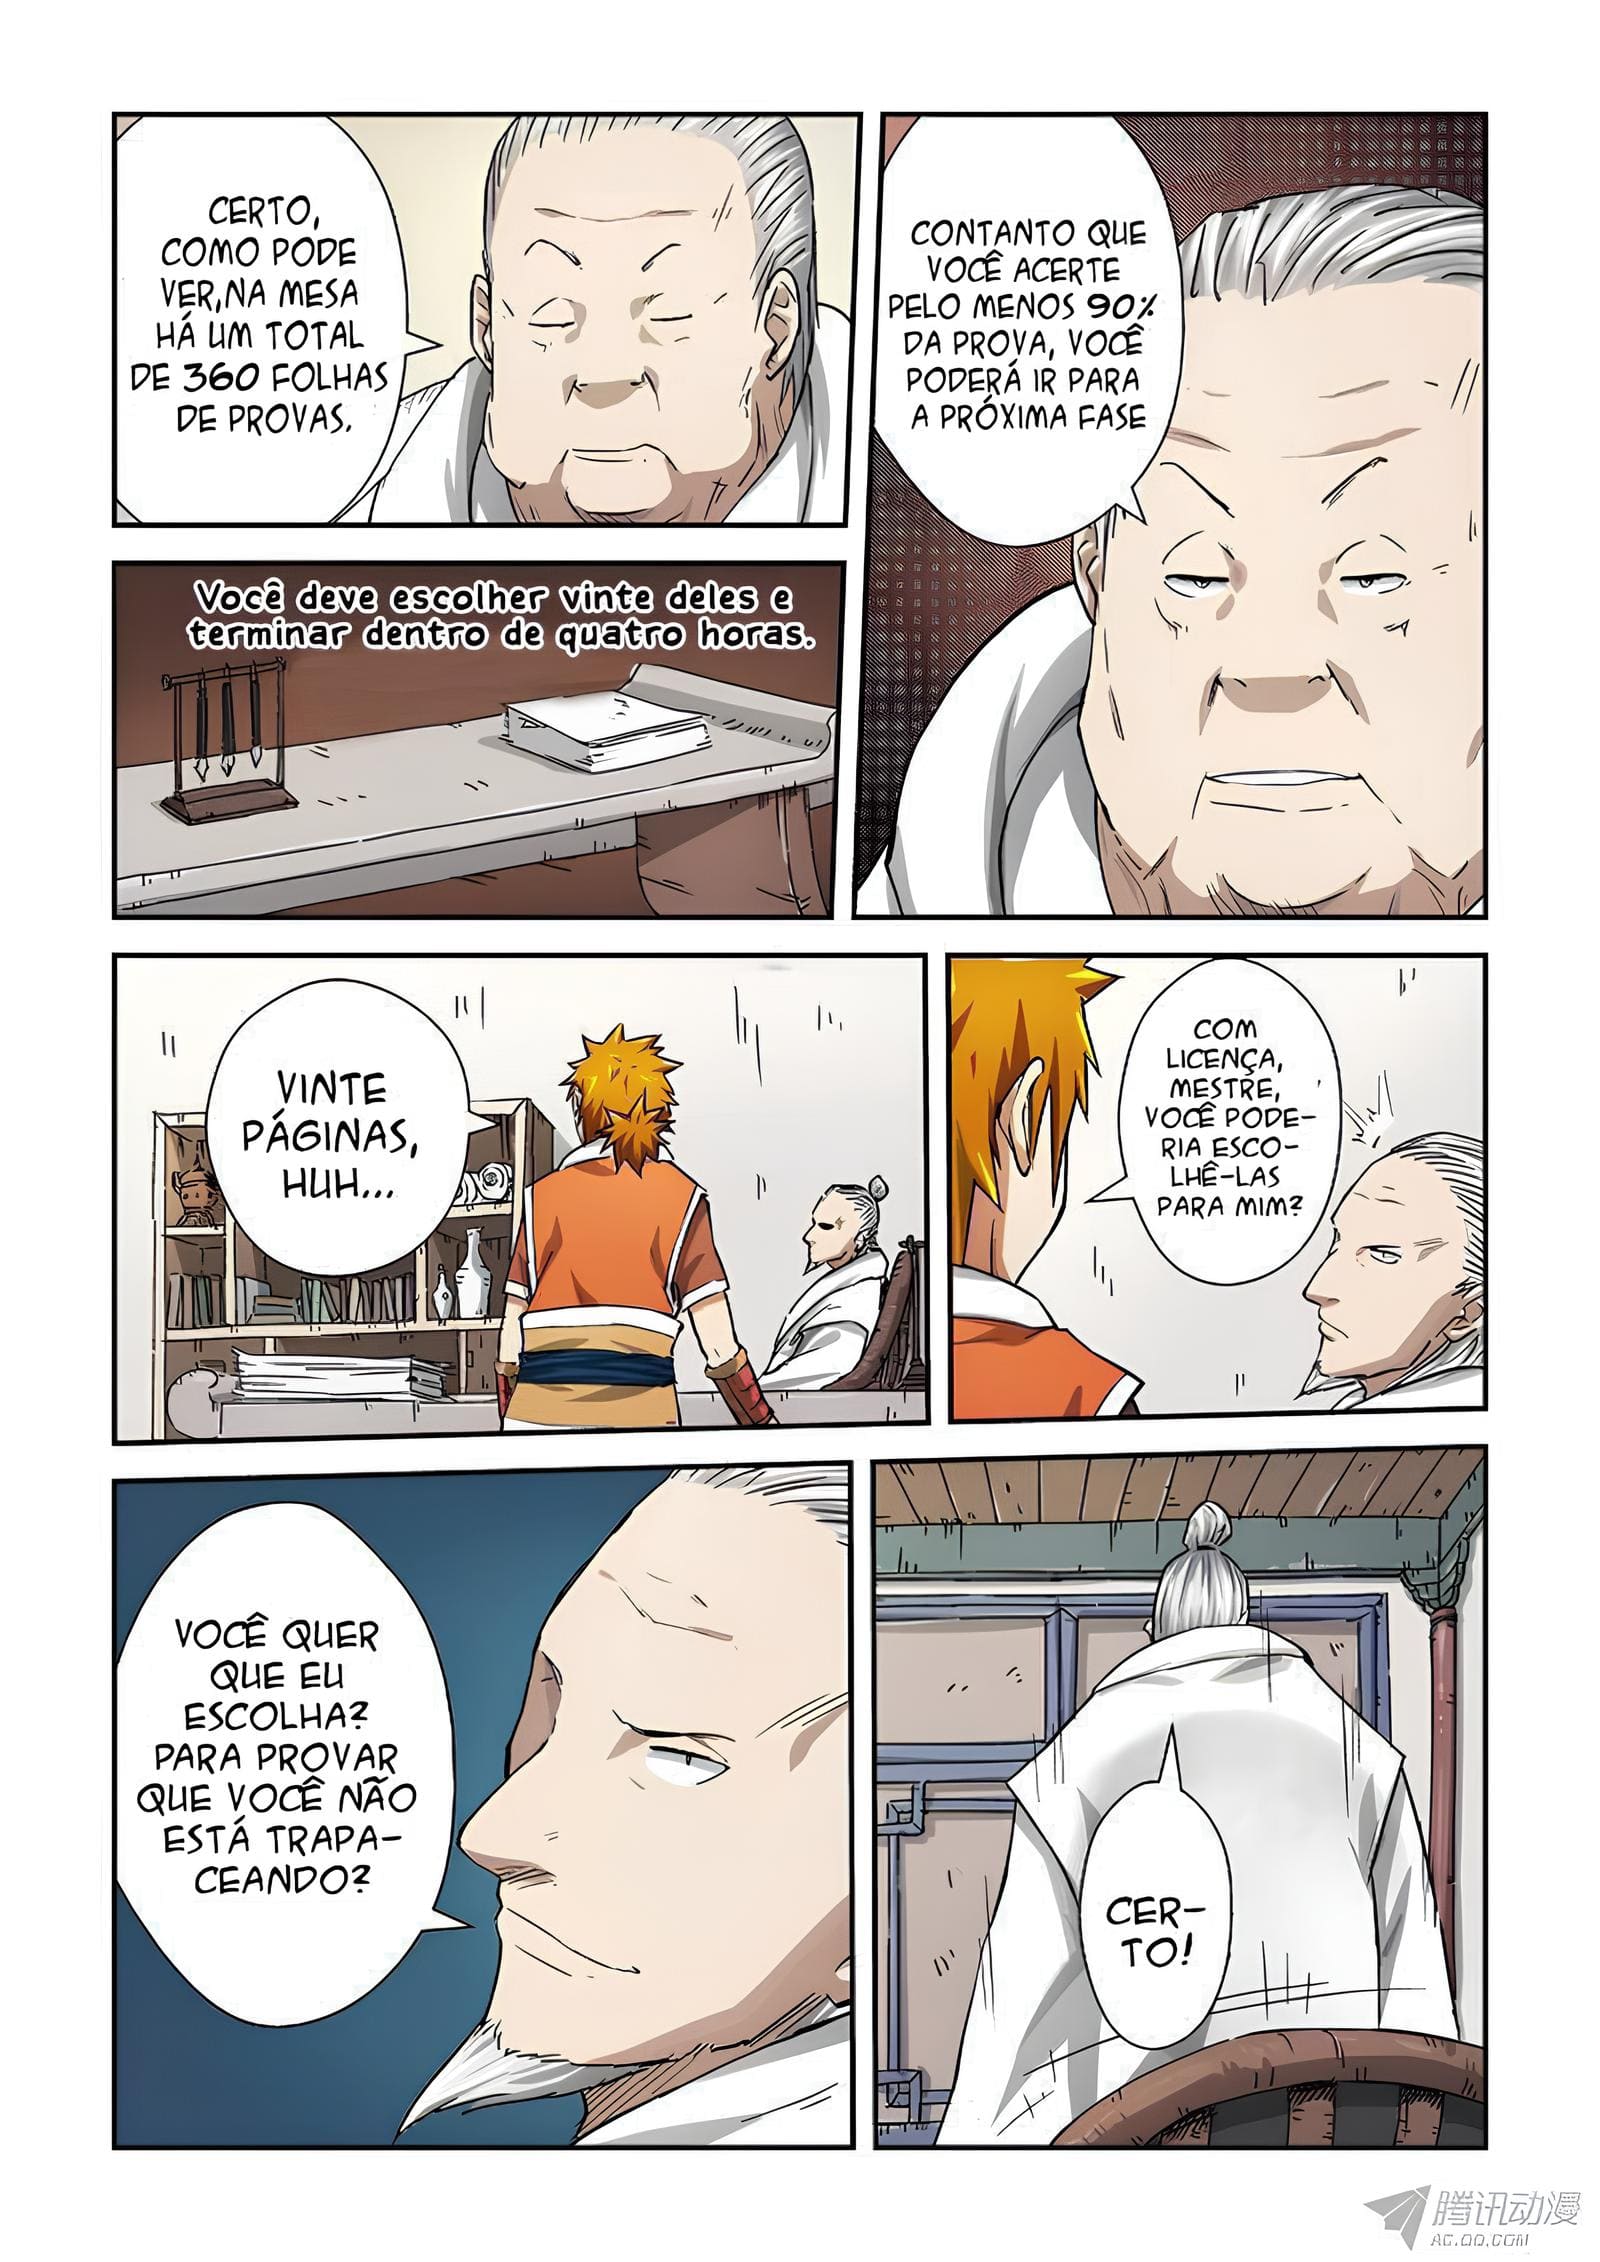 CERTO,
COMO PODE
VER,NA MESA
HÁ UM TOTAL
DE 360 FOLHAS
DE PROVAS.
CONTANTO QUE
VOCÊ ACERTE
PELO MENOS 90%
DA PROVA, VOCÊ
PODERÁ IR PARA
A PRÓXIMA FASE
Você deve escolher vinte deles e
terminar dentro de quatro horas.
VINTE
PÁGINAS,
HUH...
COM
LICENÇA,
MESTRE,
VOCÊ PODE-
RIA ESCO-
LHÊ-LAS
PARA MIM?
VOCÊ QUER
QUE EU
ESCOLHA?
PARA PROVAR
QUE VOCÊ NÃO
ESTÁ TRAPA-
CEANDO?
CER-
TO!
腾讯动漫
AC.QQ.COM